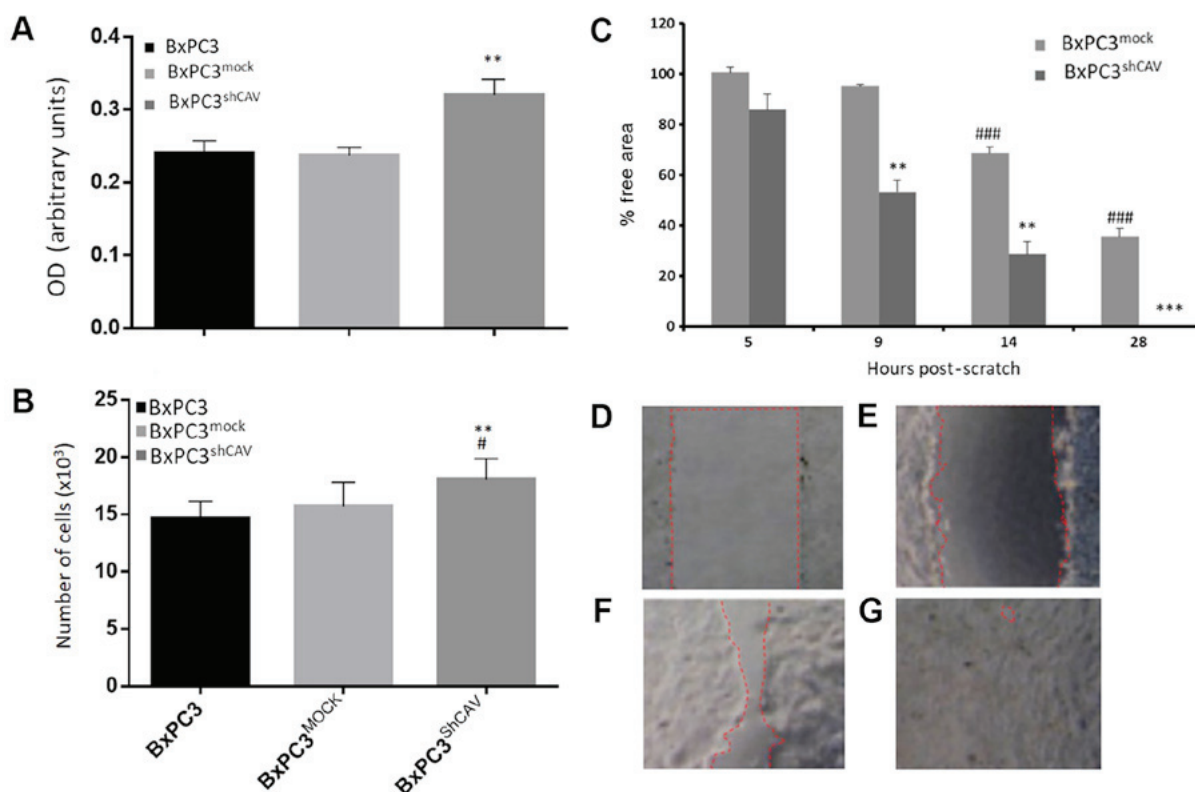 A
OD (arbitrary units)
0.4
0.3
0.2
0.1
0.0
BxPC3
BxPC3mock
BxPC3shCAV
**
B
Number of cells (x10³)
25
20
15
10
5
0
BxPC3
BxPC3mock
BxPC3shCAV
**
#
BxPC3
BxPC3MOCK
BxPC3ShCAV
C
% free area
120
100
80
60
40
20
0
BxPC3mock
BxPC3shCAV
**
###
**
###
***
5 9 14 28
Hours post-scratch
D
E
F
G